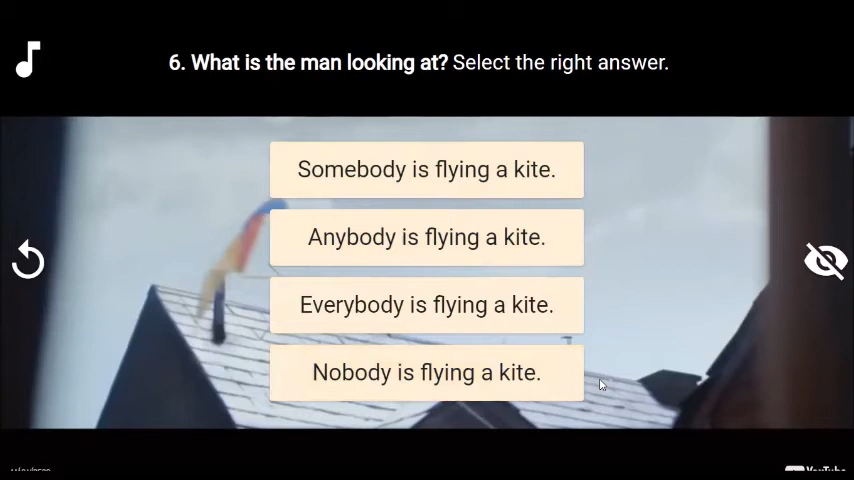 6. What is the man looking at? Select the right answer.
Somebody is flying a kite.
Anybody is flying a kite.
Everybody is flying a kite.
Nobody is flying a kite.
YouTube